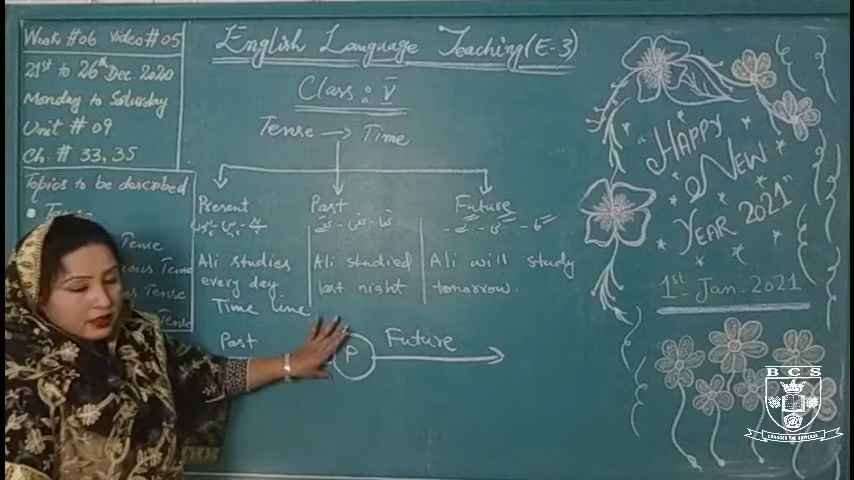 Week #06 Video #05
21st to 26th Dec 2020
Monday to Saturday
Unit # 09
Ch. # 33, 35
Topics to be described
Tense
Tense
Tense
Tense
English Language Teaching (E-3)
Class : V
Tense → Time
Present
Past
Future
Ali studies
every day
Ali studied
last night
Ali will study
tomorrow.
Time line
Past
P
Future
"Happy
New
Year 2021"
1st - Jan - 2021
BCS